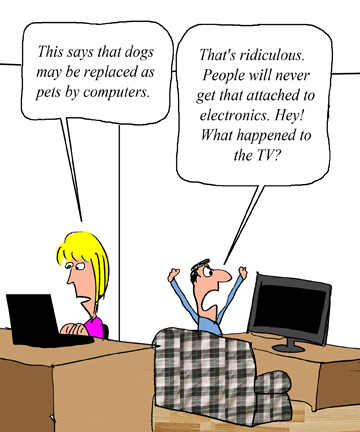 This says that dogs
may be replaced as
pets by computers.
That's ridiculous.
People will never
get that attached to
electronics. Hey!
What happened to
the TV?